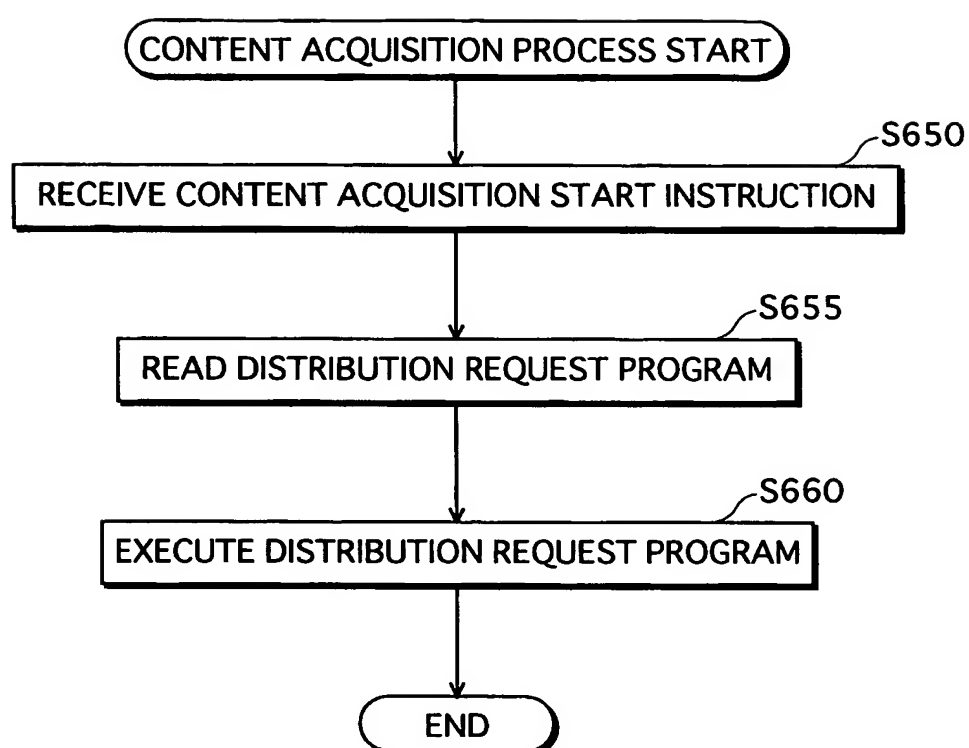 CONTENT ACQUISITION PROCESS START
S650
RECEIVE CONTENT ACQUISITION START INSTRUCTION
S655
READ DISTRIBUTION REQUEST PROGRAM
S660
EXECUTE DISTRIBUTION REQUEST PROGRAM
END